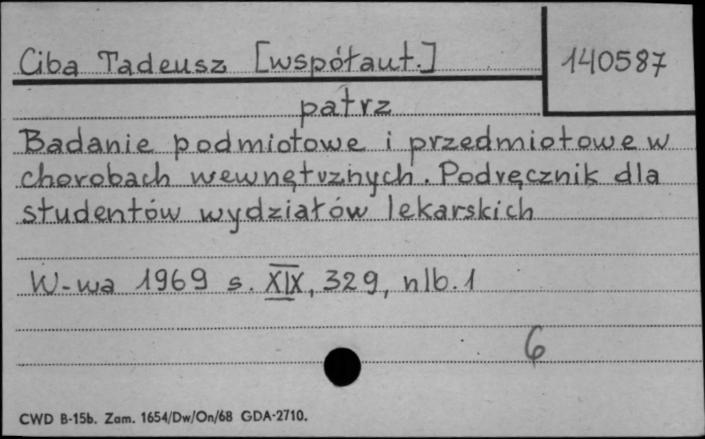 Ciba Tadeusz [współaut.]
140587
patrz
Badanie podmiotowe i przedmiotowe w
chorobach wewnętrznych. Podręcznik dla
studentów wydziałów lekarskich
W-wa 1969 s. XIX, 329, nlb. 1
6
CWD B-15b. Zam. 1654/Dw/On/68 GDA-2710.